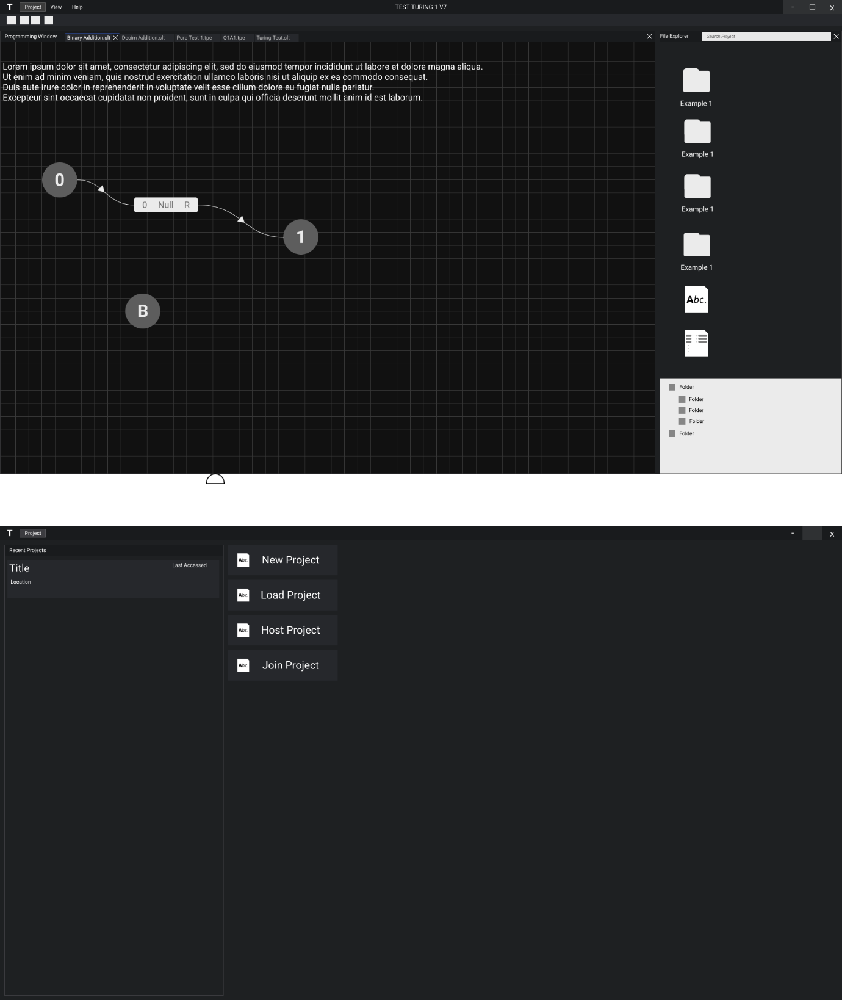 T Project View Help TEST TURING 1 V7 - X
Programming Window Binary Addition.slt Decim Addition.slt Pure Test 1.tpe Q1A1.tpe Turing Test.slt
File Explorer Search Project
Lorem ipsum dolor sit amet, consectetur adipiscing elit, sed do eiusmod tempor incididunt ut labore et dolore magna aliqua.
Ut enim ad minim veniam, quis nostrud exercitation ullamco laboris nisi ut aliquip ex ea commodo consequat.
Duis aute irure dolor in reprehenderit in voluptate velit esse cillum dolore eu fugiat nulla pariatur.
Excepteur sint occaecat cupidatat non proident, sunt in culpa qui officia deserunt mollit anim id est laborum.
0
0 Null R
1
B
Example 1
Example 1
Example 1
Example 1
Abc.
Folder
Folder
Folder
Folder
Folder
T Project - X
Recent Projects
Title
Last Accessed
Location
Abc. New Project
Abc. Load Project
Abc. Host Project
Abc. Join Project